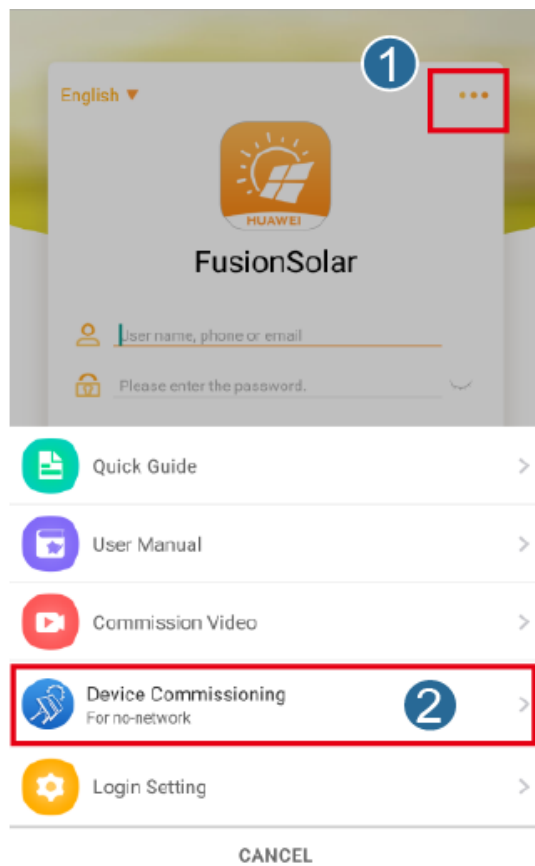 1
English ▼
HUAWEI
FusionSolar
User name, phone or email
Please enter the password.
Quick Guide
User Manual
Commission Video
Device Commissioning
For no-network
2
Login Setting
CANCEL